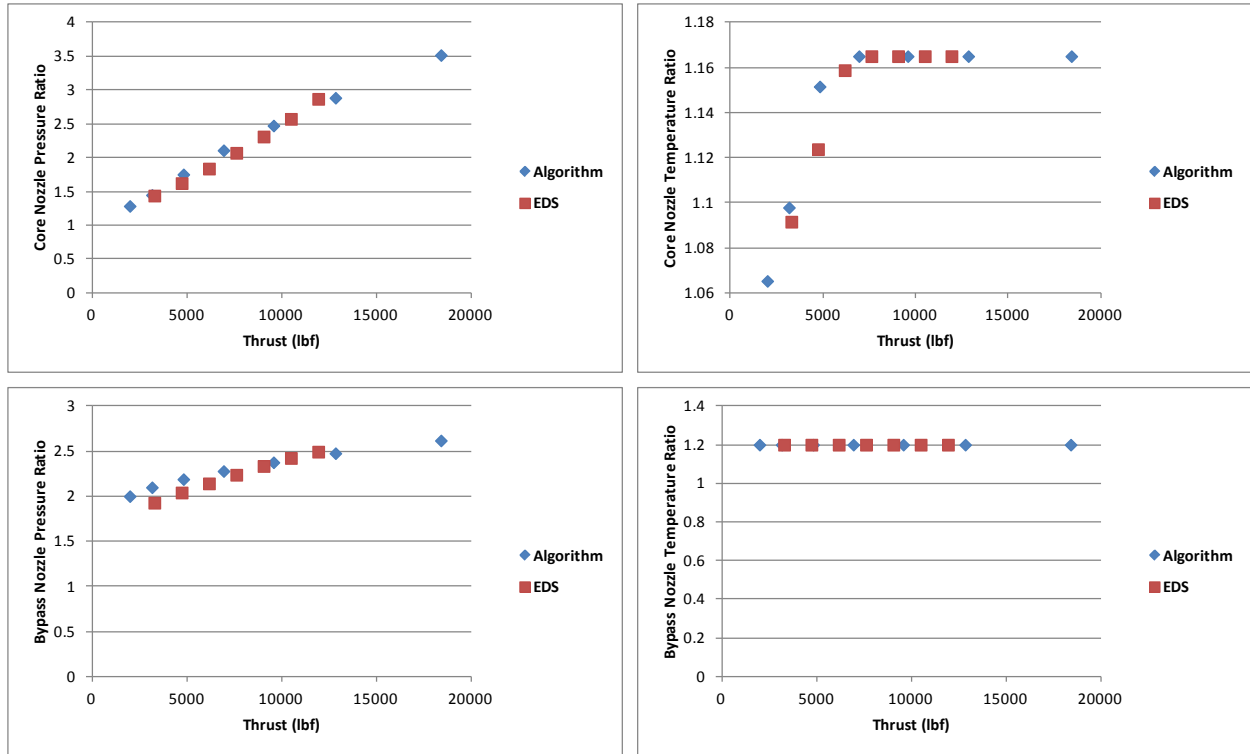 4
3.5
3
2.5
2
1.5
1
0.5
0
0 5000 10000 15000 20000
Core Nozzle Pressure Ratio
Thrust (lbf)
Algorithm
EDS
1.18
1.16
1.14
1.12
1.1
1.08
1.06
0 5000 10000 15000 20000
Core Nozzle Temperature Ratio
Thrust (lbf)
Algorithm
EDS
3
2.5
2
1.5
1
0.5
0
0 5000 10000 15000 20000
Bypass Nozzle Pressure Ratio
Thrust (lbf)
Algorithm
EDS
1.4
1.2
1
0.8
0.6
0.4
0.2
0
0 5000 10000 15000 20000
Bypass Nozzle Temperature Ratio
Thrust (lbf)
Algorithm
EDS